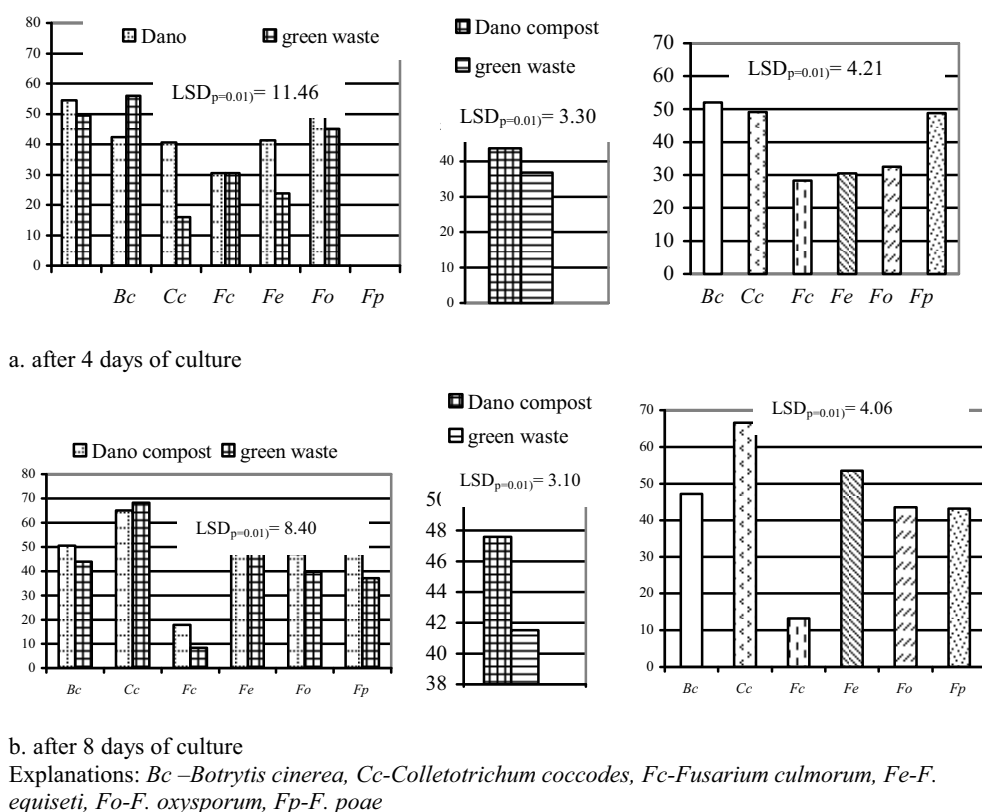 80
70
60
50
40
30
20
10
0
Dano
green waste
LSDp=0.01)= 11.46
Bc Cc Fc Fe Fo Fp
Dano compost
green waste
LSDp=0.01)= 3.30
40
30
20
10
0
70
60
50
40
30
20
10
0
LSDp=0.01)= 4.21
Bc Cc Fc Fe Fo Fp
a. after 4 days of culture
Dano compost green waste
80
70
60
50
40
30
20
10
0
LSDp=0.01)= 8.40
Bc Cc Fc Fe Fo Fp
Dano compost
green waste
LSDp=0.01)= 3.10
48
46
44
42
40
38
70
60
50
40
30
20
10
0
LSDp=0.01)= 4.06
Bc Cc Fc Fe Fo Fp
b. after 8 days of culture
Explanations: Bc –Botrytis cinerea, Cc-Colletotrichum coccodes, Fc-Fusarium culmorum, Fe-F.
equiseti, Fo-F. oxysporum, Fp-F. poae